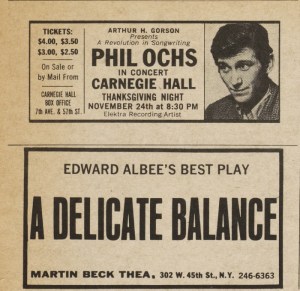 TICKETS:
$4.00, $3.50
$3.00, $2.50
On Sale or
by Mail From
CARNEGIE HALL
BOX OFFICE
7th AVE. & 57th ST.
ARTHUR H. GORSON
Presents
A Revolution in Songwriting
PHIL OCHS
IN CONCERT
CARNEGIE HALL
THANKSGIVING NIGHT
NOVEMBER 24th at 8:30 PM
Elektra Recording Artist
EDWARD ALBEE'S BEST PLAY
A DELICATE BALANCE
MARTIN BECK THEA., 302 W. 45th St., N.Y. 246-6363